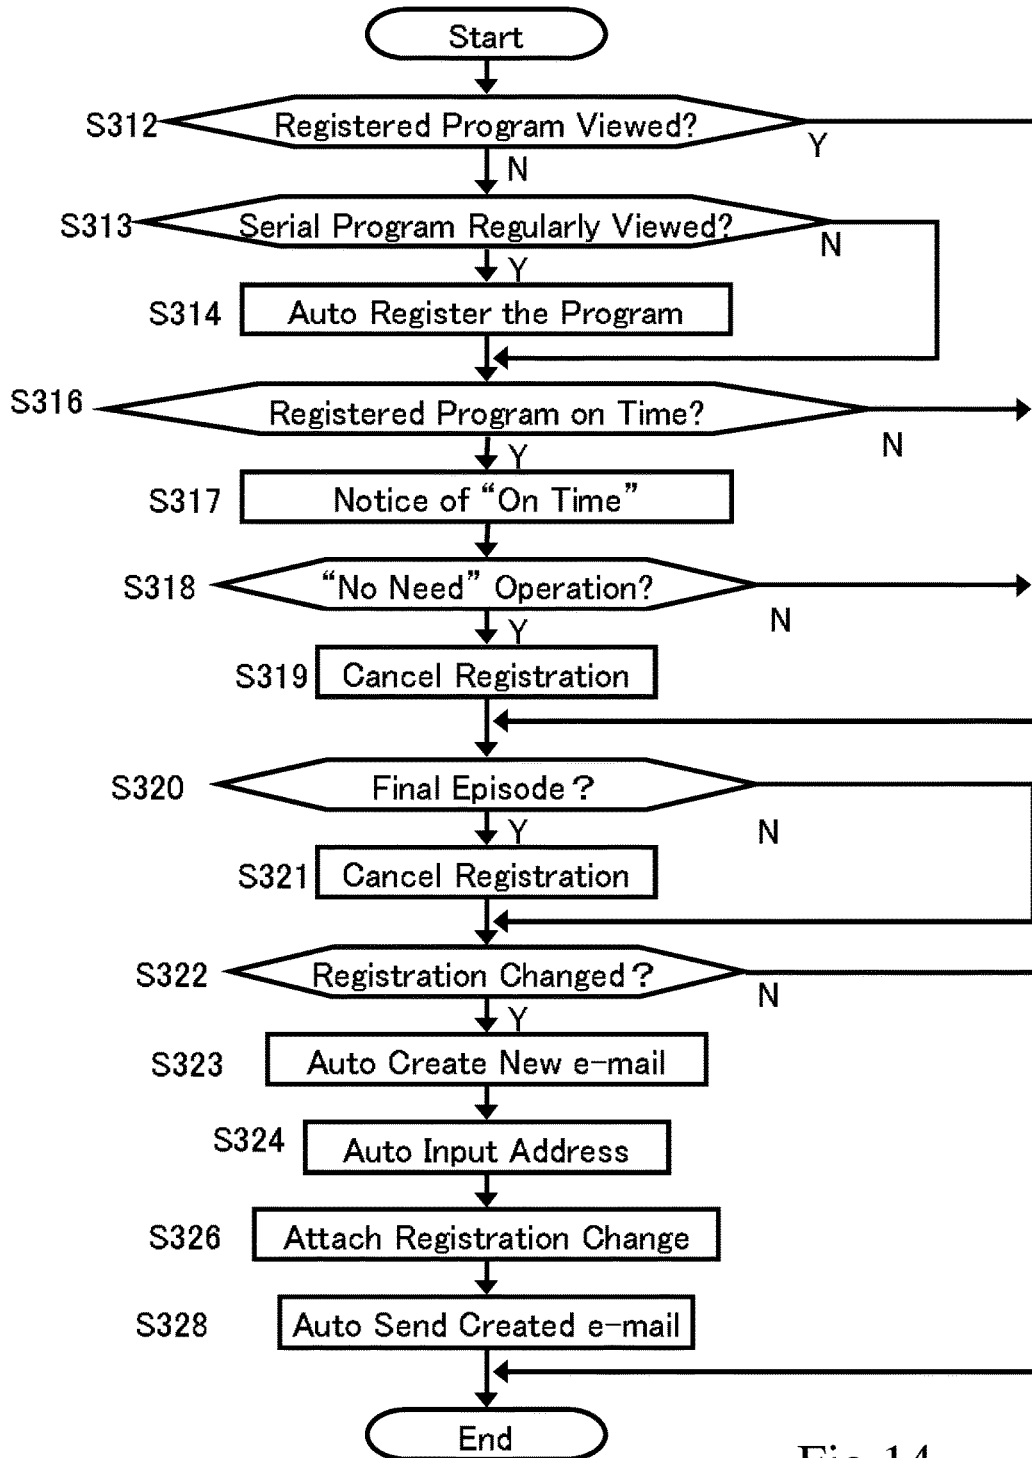 Start
S312 Registered Program Viewed?
Y
N
S313 Serial Program Regularly Viewed?
N
Y
S314 Auto Register the Program
S316 Registered Program on Time?
N
Y
S317 Notice of “On Time”
S318 “No Need” Operation?
N
Y
S319 Cancel Registration
S320 Final Episode?
N
Y
S321 Cancel Registration
S322 Registration Changed?
N
Y
S323 Auto Create New e-mail
S324 Auto Input Address
S326 Attach Registration Change
S328 Auto Send Created e-mail
End
Fig.14